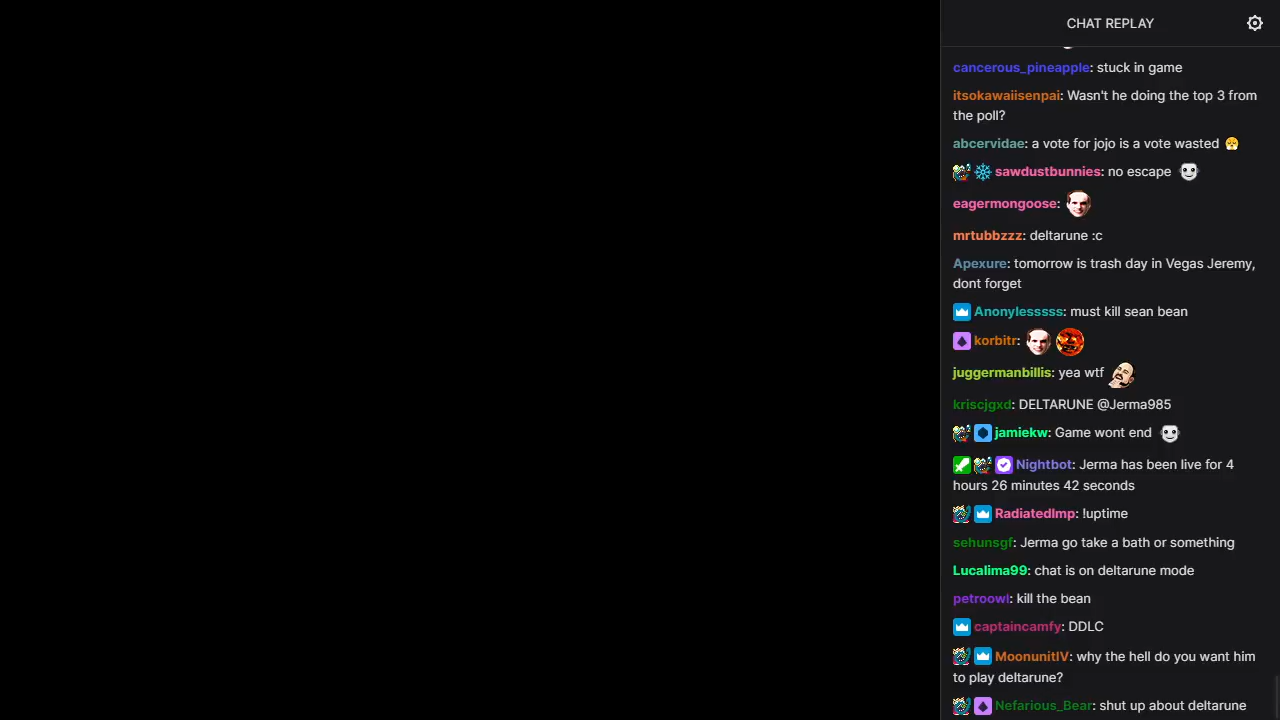 CHAT REPLAY
cancerous_pineapple: stuck in game
itsokawaiisenpai: Wasn't he doing the top 3 from
the poll?
abcervidae: a vote for jojo is a vote wasted
sawdustbunnies: no escape
eagermongoose:
mrtubbzzz: deltarune :c
Apexure: tomorrow is trash day in Vegas Jeremy,
dont forget
Anonylesssss: must kill sean bean
korbitr:
juggermanbillis: yea wtf
kriscjgxd: DELTARUNE @Jerma985
jamiekw: Game wont end
Nightbot: Jerma has been live for 4
hours 26 minutes 42 seconds
RadiatedImp: !uptime
sehunsgf: Jerma go take a bath or something
Lucalima99: chat is on deltarune mode
petroowl: kill the bean
captaincamfy: DDLC
MoonunitIV: why the hell do you want him
to play deltarune?
Nefarious_Bear: shut up about deltarune